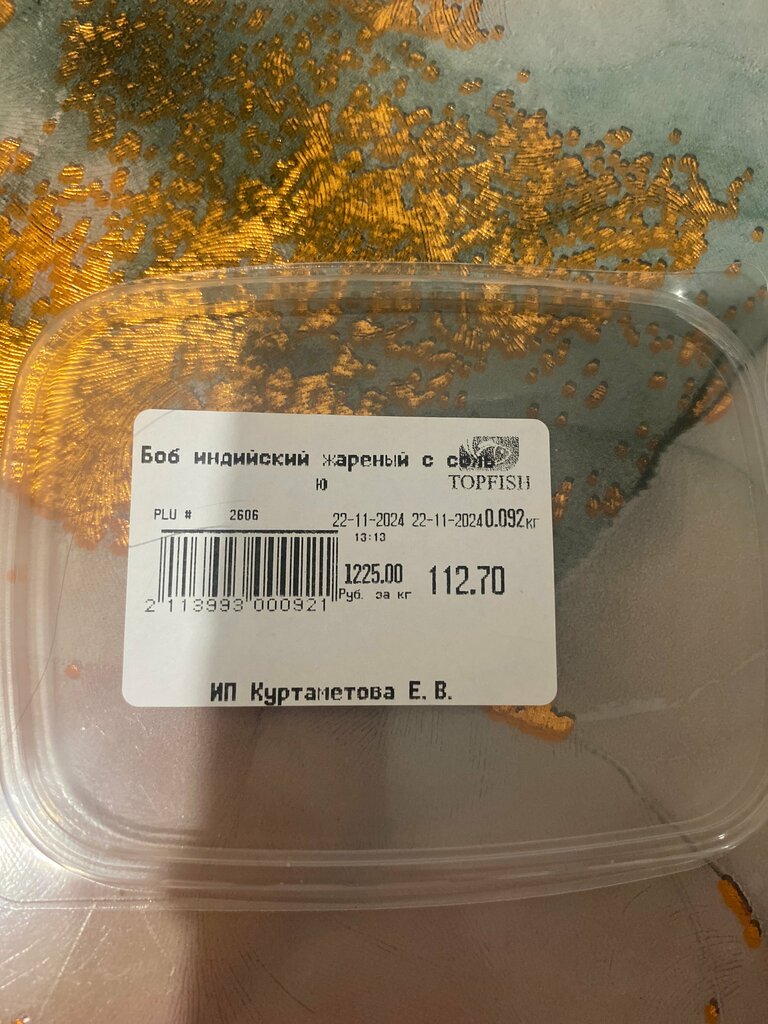 Боб индийский жареный с соль
ю
TOPFISH
PLU # 2606
22-11-2024 22-11-2024 0.092кг
13:13
1225.00
Руб. за кг
112.70
2 113993 000921
ИП Куртаметова Е. В.